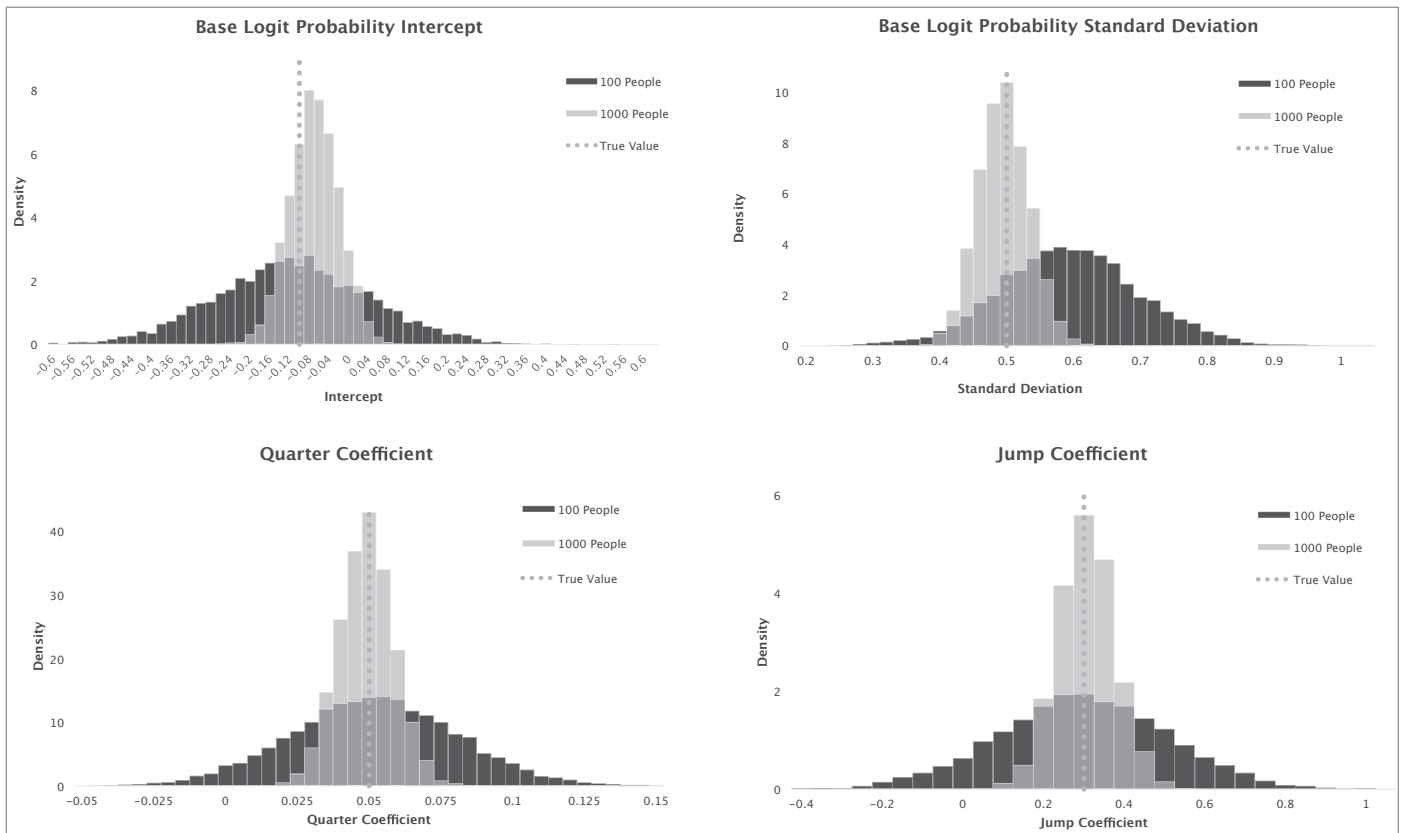 Base Logit Probability Intercept
8
6
4
2
0
Density
100 People
1000 People
True Value
−0.6 −0.56 −0.52 −0.48 −0.44 −0.4 −0.36 −0.32 −0.28 −0.24 −0.2 −0.16 −0.12 −0.08 −0.04 0 0.04 0.08 0.12 0.16 0.2 0.24 0.28 0.32 0.36 0.4 0.44 0.48 0.52 0.56 0.6
Intercept
Base Logit Probability Standard Deviation
10
8
6
4
2
0
Density
100 People
1000 People
True Value
0.2 0.3 0.4 0.5 0.6 0.7 0.8 0.9 1
Standard Deviation
Quarter Coefficient
40
30
20
10
0
Density
100 People
1000 People
True Value
−0.05 −0.025 0 0.025 0.05 0.075 0.1 0.125 0.15
Quarter Coefficient
Jump Coefficient
6
4
2
0
Density
100 People
1000 People
True Value
−0.4 −0.2 0 0.2 0.4 0.6 0.8 1
Jump Coefficient